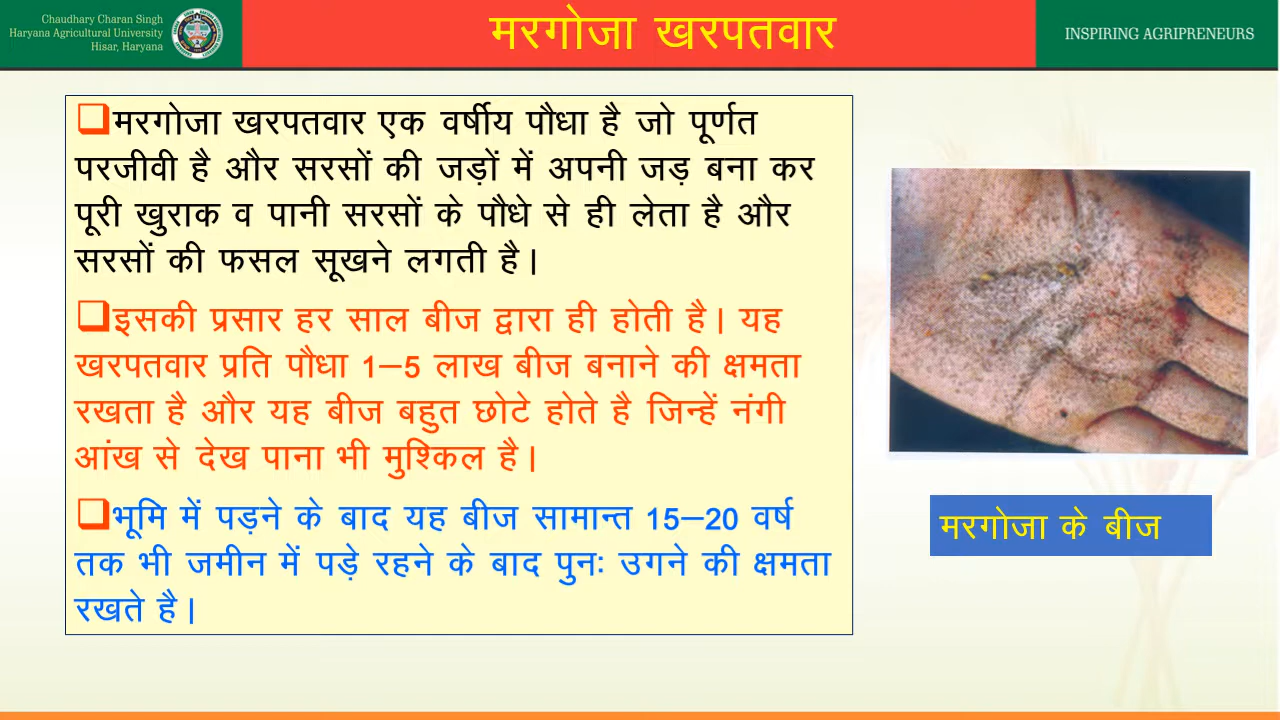 Chaudhary Charan Singh
Haryana Agricultural University
Hisar, Haryana
मरगोजा खरपतवार
INSPIRING AGRIPRENEURS
मरगोजा खरपतवार एक वर्षीय पौधा है जो पूर्णत
परजीवी है और सरसों की जड़ों में अपनी जड़ बना कर
पूरी खुराक व पानी सरसों के पौधे से ही लेता है और
सरसों की फसल सूखने लगती है।
इसकी प्रसार हर साल बीज द्वारा ही होती है। यह
खरपतवार प्रति पौधा 1–5 लाख बीज बनाने की क्षमता
रखता है और यह बीज बहुत छोटे होते है जिन्हें नंगी
आंख से देख पाना भी मुश्किल है।
भूमि में पड़ने के बाद यह बीज सामान्त 15–20 वर्ष
तक भी जमीन में पड़े रहने के बाद पुनः उगने की क्षमता
रखते है।
मरगोजा के बीज